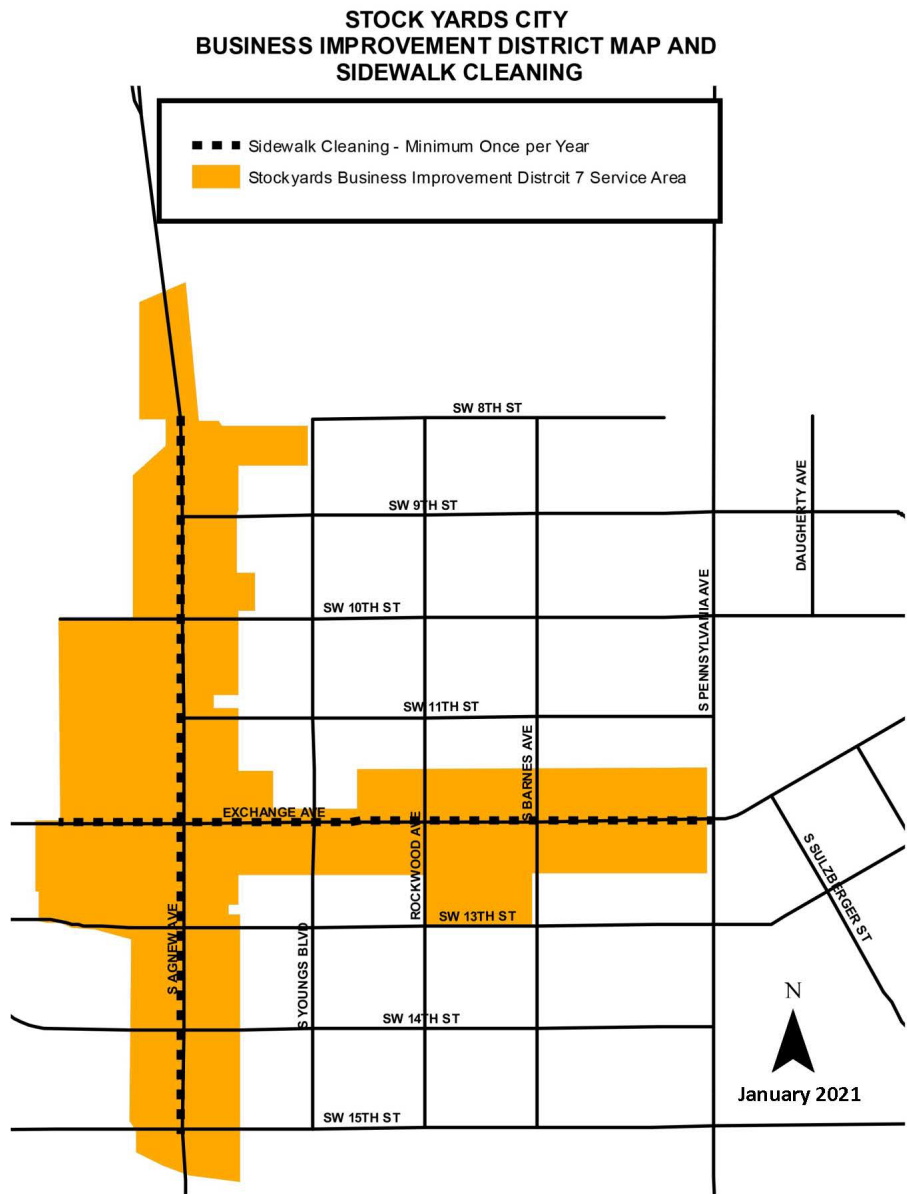 STOCK YARDS CITY
BUSINESS IMPROVEMENT DISTRICT MAP AND
SIDEWALK CLEANING
Sidewalk Cleaning - Minimum Once per Year
Stockyards Business Improvement Distrcit 7 Service Area
SW 8TH ST
SW 9TH ST
DAUGHERTY AVE
SW 10TH ST
S PENNSYLVANIA AVE
SW 11TH ST
S BARNES AVE
EXCHANGE AVE
ROCKWOOD AVE
S SULZBERGER ST
SW 13TH ST
S AGNEW AVE
S YOUNGS BLVD
SW 14TH ST
N
January 2021
SW 15TH ST